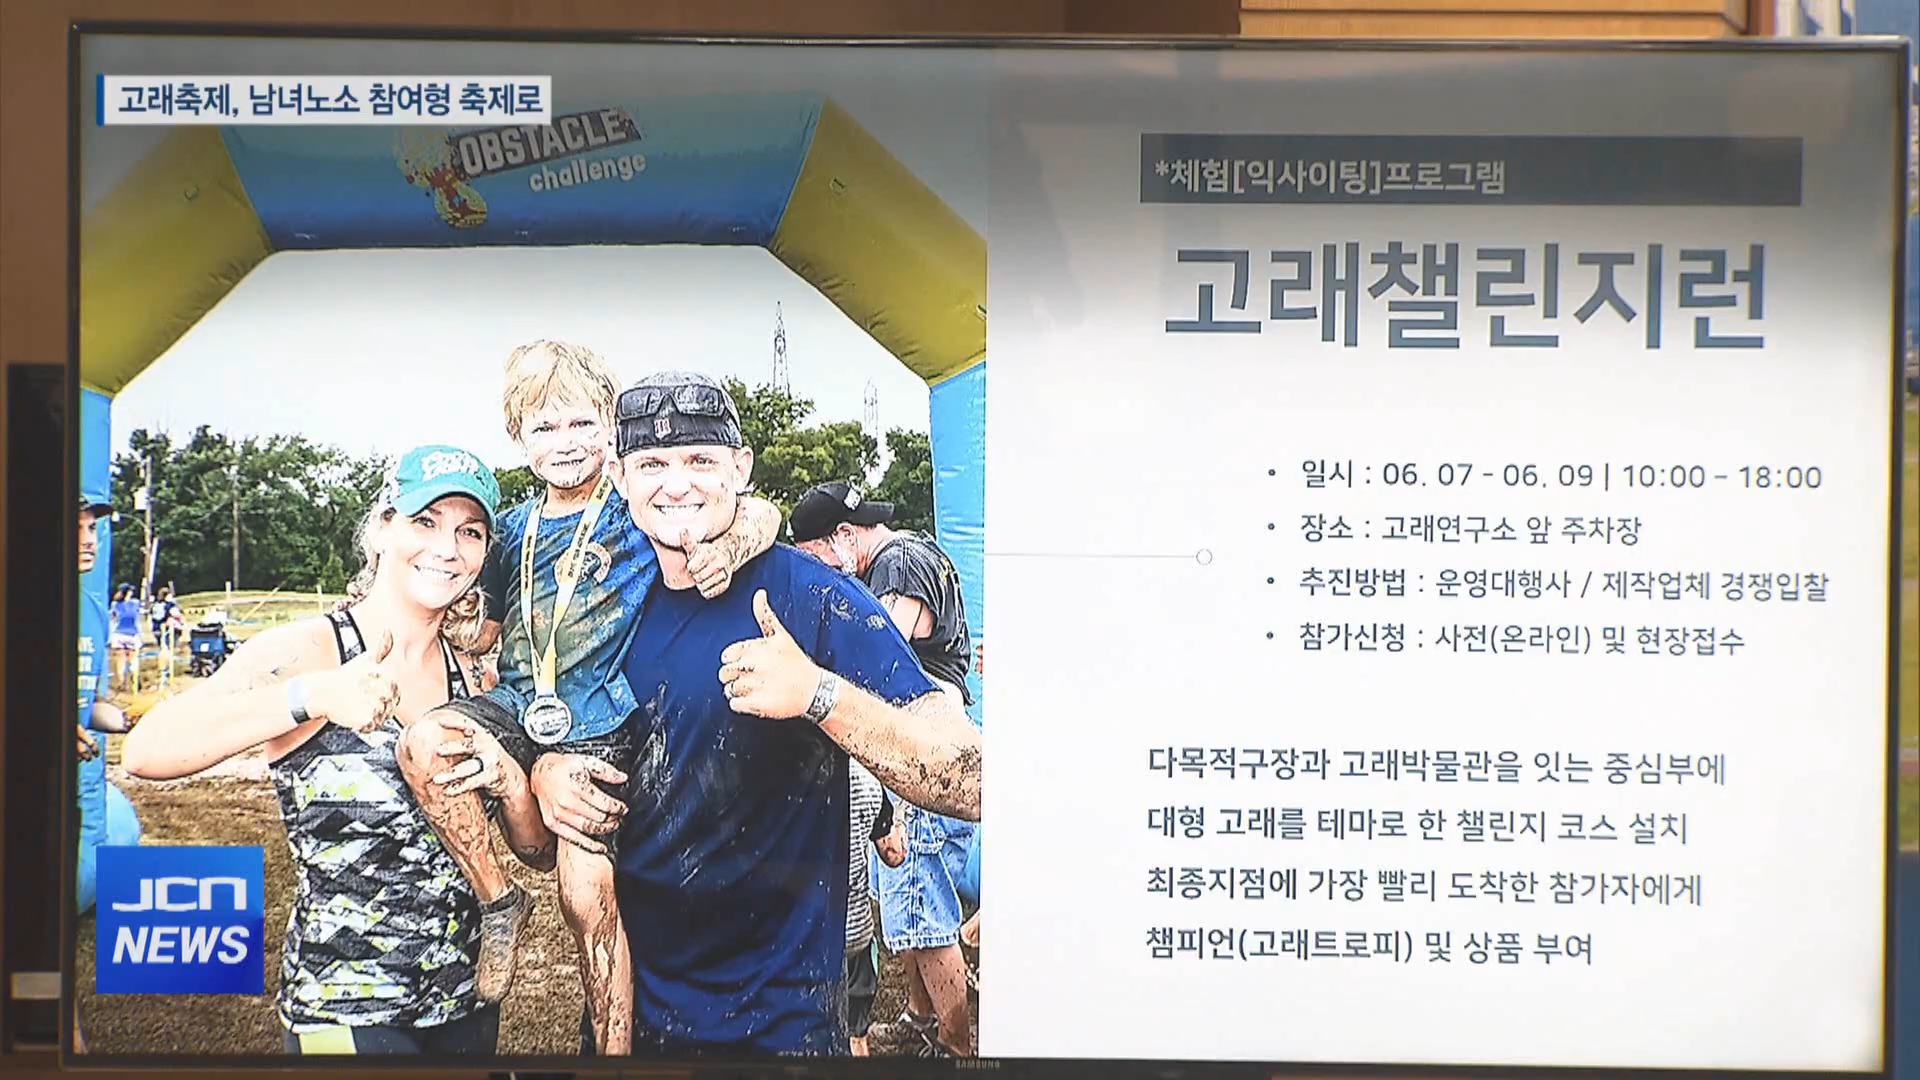 고래축제, 남녀노소 참여형 축제로
OBSTACLE
challenge
*체험[익사이팅]프로그램
고래챌린지런
• 일시 : 06. 07 - 06. 09 | 10:00 - 18:00
• 장소 : 고래연구소 앞 주차장
• 추진방법 : 운영대행사 / 제작업체 경쟁입찰
• 참가신청 : 사전(온라인) 및 현장접수
다목적구장과 고래박물관을 잇는 중심부에
대형 고래를 테마로 한 챌린지 코스 설치
최종지점에 가장 빨리 도착한 참가자에게
챔피언(고래트로피) 및 상품 부여
JCN
NEWS
SAMSUNG